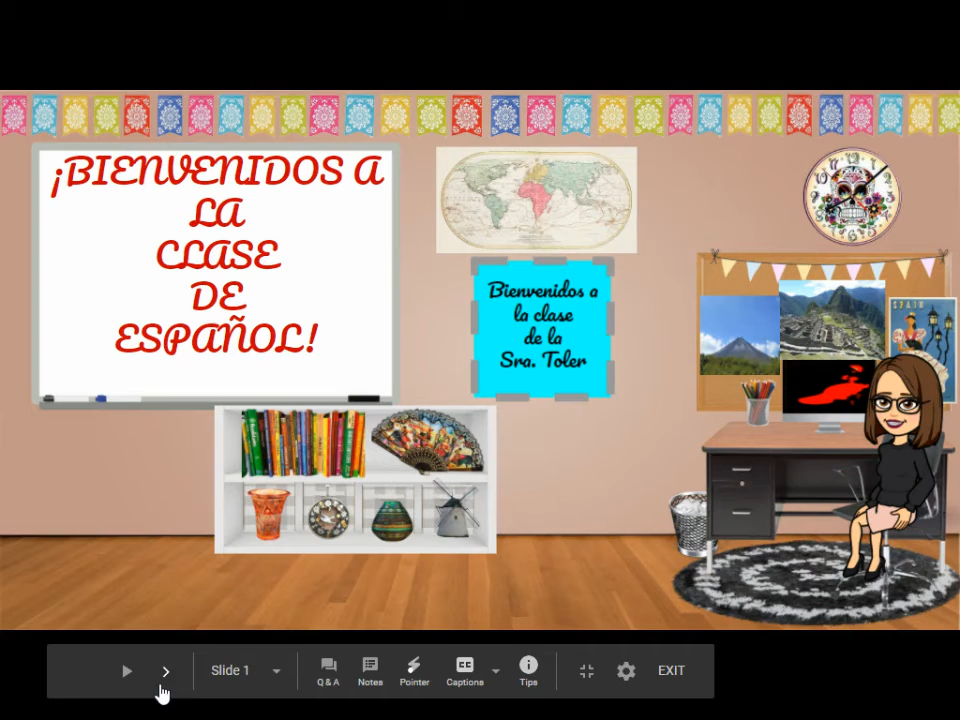 ¡BIENVENIDOS A
LA
CLASE
DE
ESPAÑOL!
Bienvenidos a
la clase
de la
Sra. Toler
SPAIN
Slide 1
Q & A
Notes
Pointer
CC
Captions
Tips
EXIT